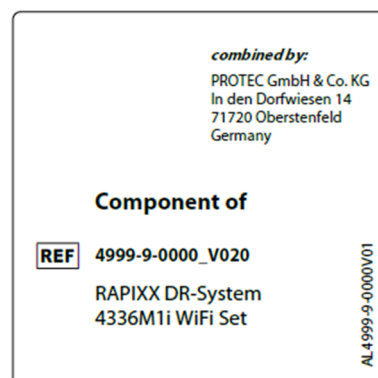 combined by:
PROTEC GmbH & Co. KG
In den Dorfwiesen 14
71720 Oberstenfeld
Germany
Component of
REF 4999-9-0000_V020
RAPIXX DR-System
4336M1i WiFi Set
AL4999-9-0000V01